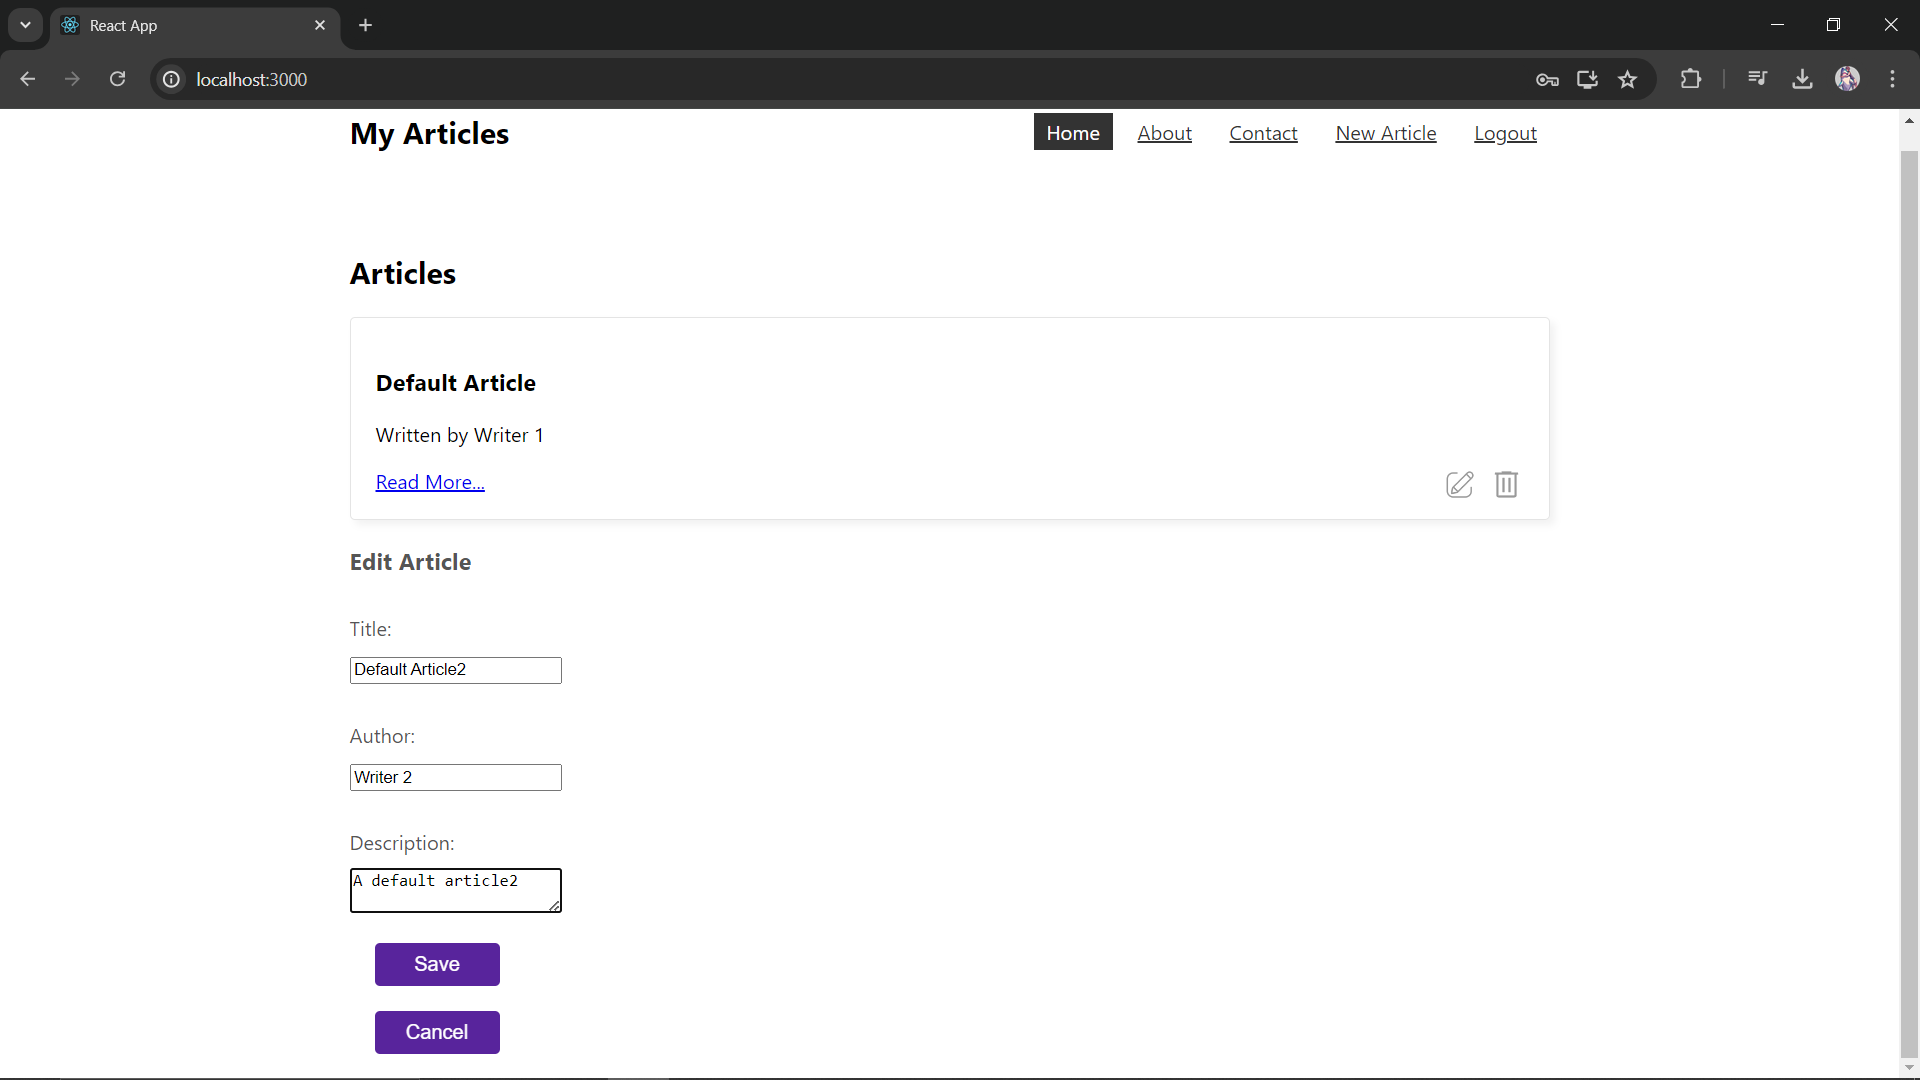 React App
localhost:3000
My Articles
Home About Contact New Article Logout
Articles
Default Article
Written by Writer 1
Read More...
Edit Article
Title:
Default Article2
Author:
Writer 2
Description:
A default article2
Save
Cancel